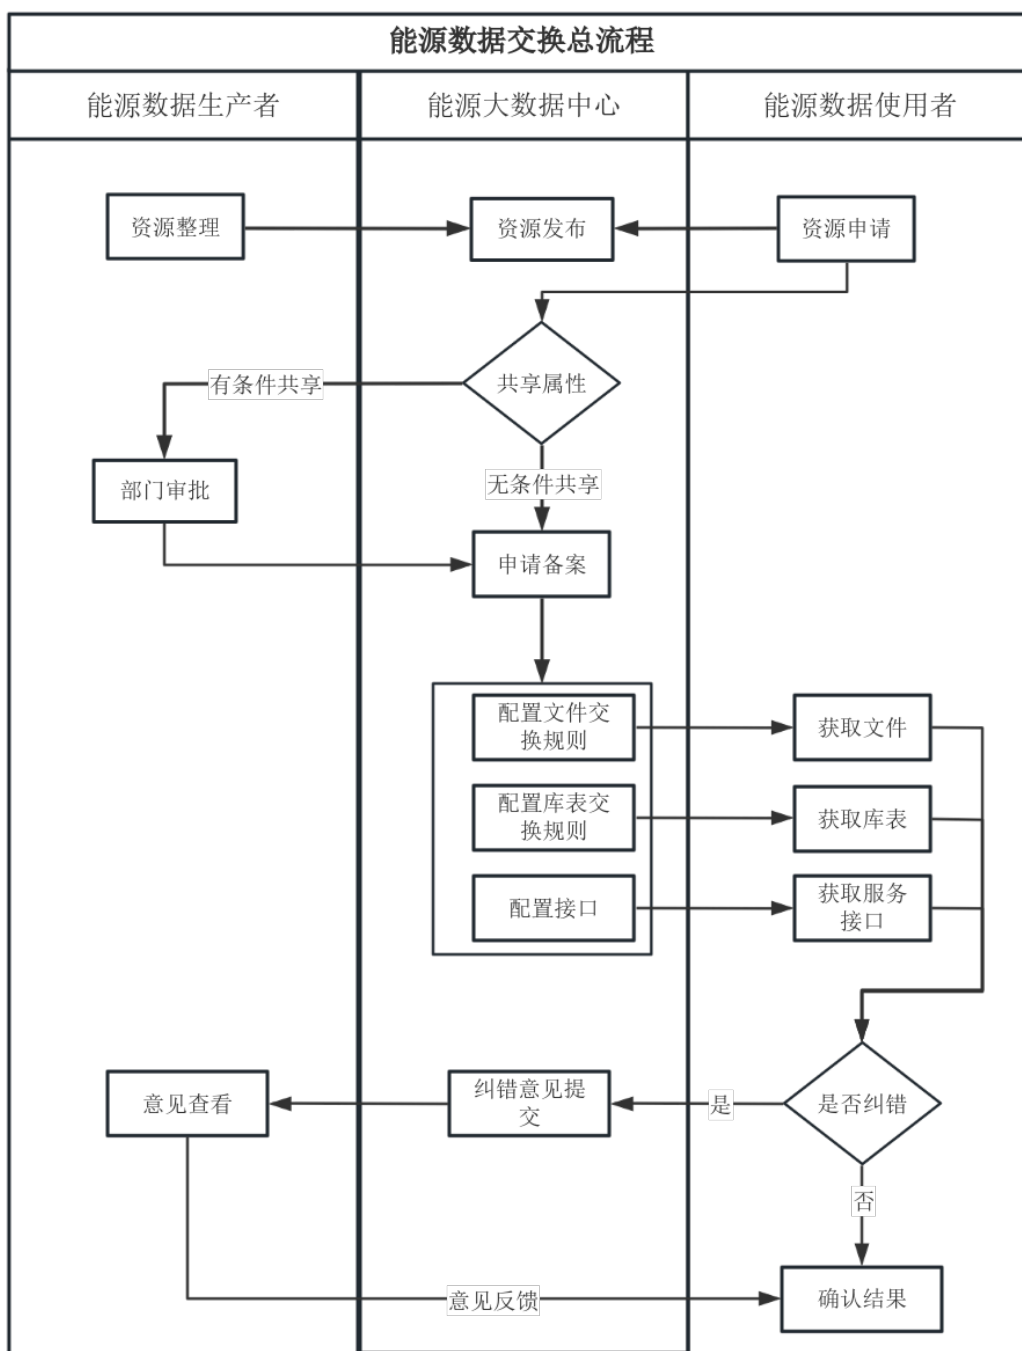 能源数据交换总流程
能源数据生产者
能源大数据中心
能源数据使用者
资源整理
资源发布
资源申请
共享属性
有条件共享
无条件共享
部门审批
申请备案
配置文件交
换规则
获取文件
配置库表交
换规则
获取库表
配置接口
获取服务
接口
意见查看
纠错意见提
交
是
是否纠错
否
意见反馈
确认结果